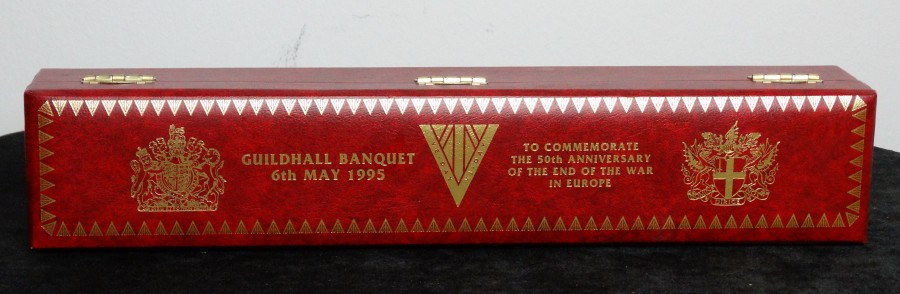 GUILDHALL BANQUET
6th MAY 1995
TO COMMEMORATE
THE 50th ANNIVERSARY
OF THE END OF THE WAR
IN EUROPE